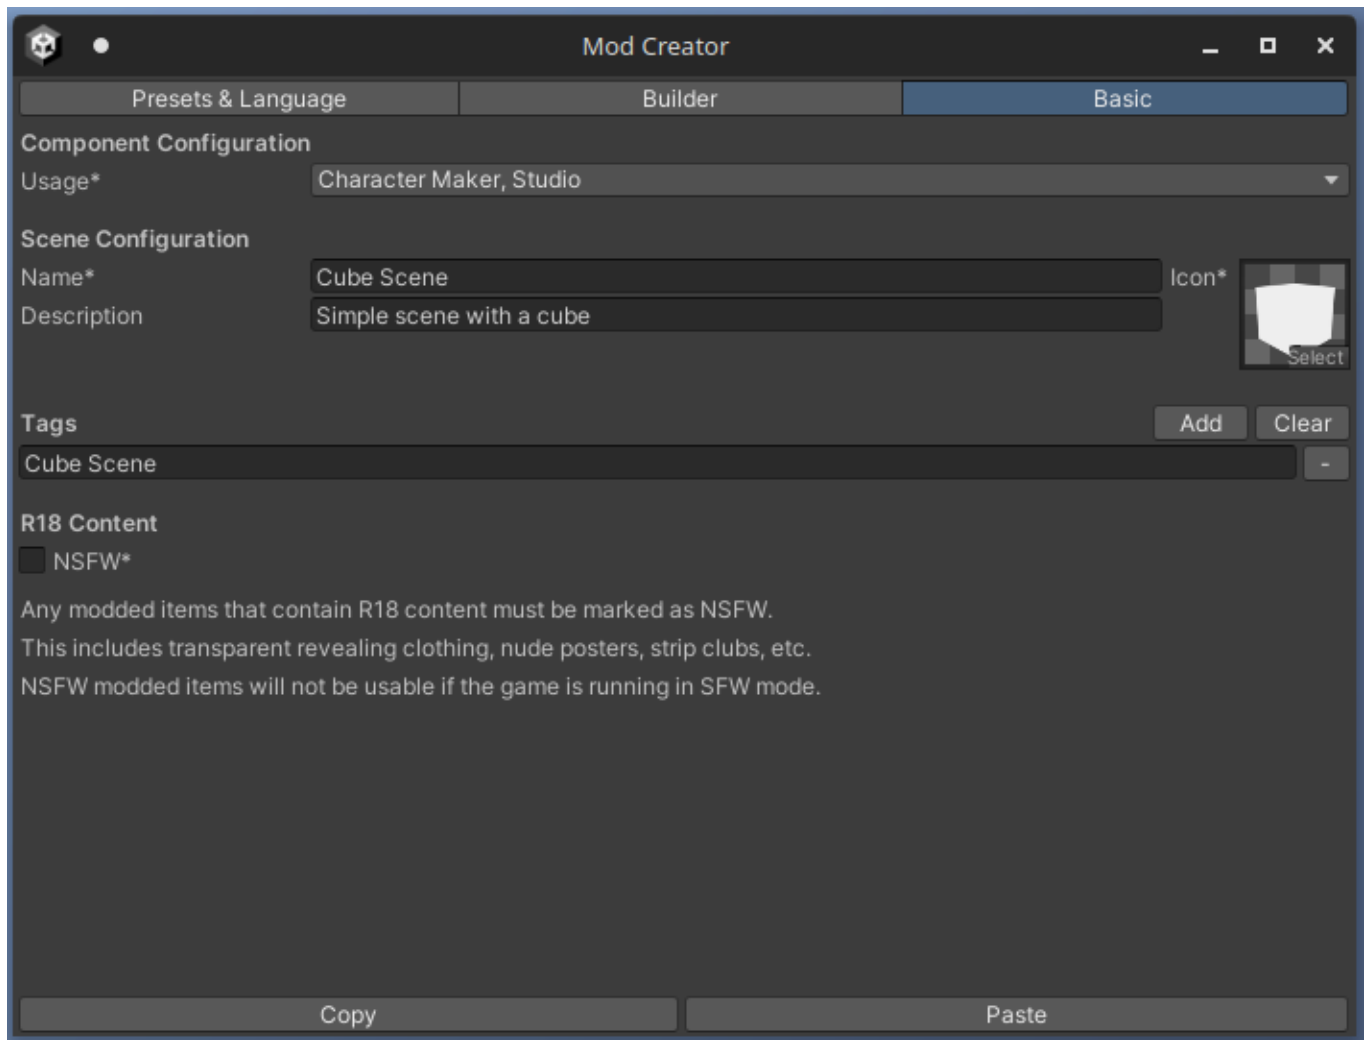 Mod Creator
Presets & Language Builder Basic
Component Configuration
Usage* Character Maker, Studio
Scene Configuration
Name* Cube Scene Icon*
Description Simple scene with a cube
Select
Tags Add Clear
Cube Scene -
R18 Content
NSFW*
Any modded items that contain R18 content must be marked as NSFW.
This includes transparent revealing clothing, nude posters, strip clubs, etc.
NSFW modded items will not be usable if the game is running in SFW mode.
Copy Paste